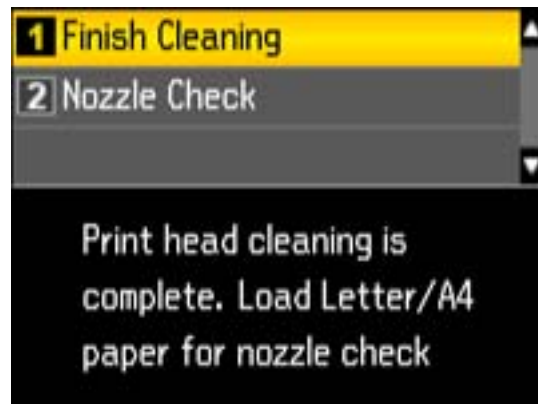 1 Finish Cleaning
2 Nozzle Check
Print head cleaning is
complete. Load Letter/A4
paper for nozzle check